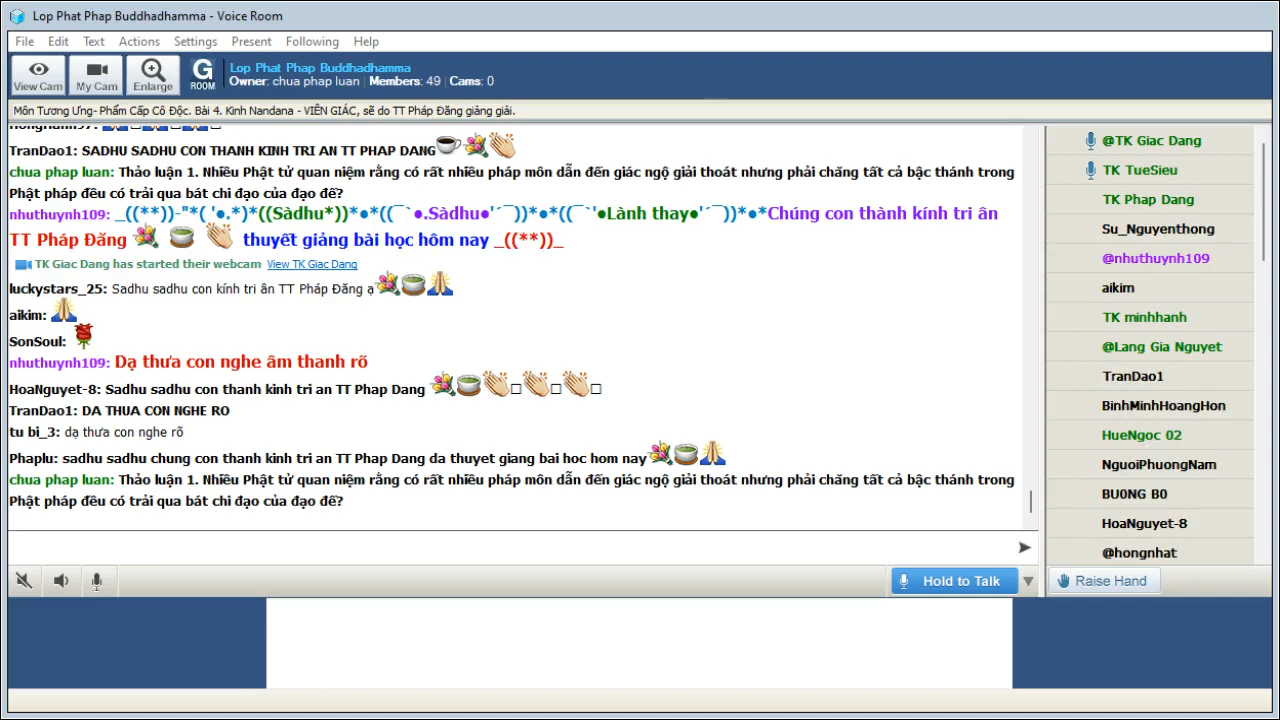 Lop Phat Phap Buddhadhamma - Voice Room
File Edit Text Actions Settings Present Following Help
View Cam My Cam Enlarge G ROOM
Lop Phat Phap Buddhadhamma
Owner: chua phap luan Members: 49 Cams: 0
Môn Tương Ưng- Phẩm Cấp Cô Độc. Bài 4. Kinh Nandana - VIÊN GIÁC, sẽ do TT Pháp Đăng giảng giải.
TranDao1: SADHU SADHU CON THANH KINH TRI AN TT PHAP DANG
chua phap luan: Thảo luận 1. Nhiều Phật tử quan niệm rằng có rất nhiều pháp môn dẫn đến giác ngộ giải thoát nhưng phải chăng tất cả bậc thánh trong
Phật pháp đều có trải qua bát chi đạo của đạo đế?
nhuthuynh109: _((**))-"*( '●.*)*((Sàdhu*))*●*((¯`●.Sàdhu●'´¯))*●*((¯`'●Lành thay●'´¯))*●*Chúng con thành kính tri ân
TT Pháp Đăng thuyết giảng bài học hôm nay _((**))_
TK Giac Dang has started their webcam View TK Giac Dang
luckystars_25: Sadhu sadhu con kính tri ân TT Pháp Đăng ạ
aikim:
SonSoul:
nhuthuynh109: Dạ thưa con nghe âm thanh rõ
HoaNguyet-8: Sadhu sadhu con thanh kinh tri an TT Phap Dang
TranDao1: DA THUA CON NGHE RO
tu bi_3: dạ thưa con nghe rõ
Phaplu: sadhu sadhu chung con thanh kinh tri an TT Phap Dang da thuyet giang bai hoc hom nay
chua phap luan: Thảo luận 1. Nhiều Phật tử quan niệm rằng có rất nhiều pháp môn dẫn đến giác ngộ giải thoát nhưng phải chăng tất cả bậc thánh trong
Phật pháp đều có trải qua bát chi đạo của đạo đế?
@TK Giac Dang
TK TueSieu
TK Phap Dang
Su_Nguyenthong
@nhuthuynh109
aikim
TK minhhanh
@Lang Gia Nguyet
TranDao1
BinhMinhHoangHon
HueNgoc 02
NguoiPhuongNam
BU0NG B0
HoaNguyet-8
@hongnhat
Hold to Talk
Raise Hand